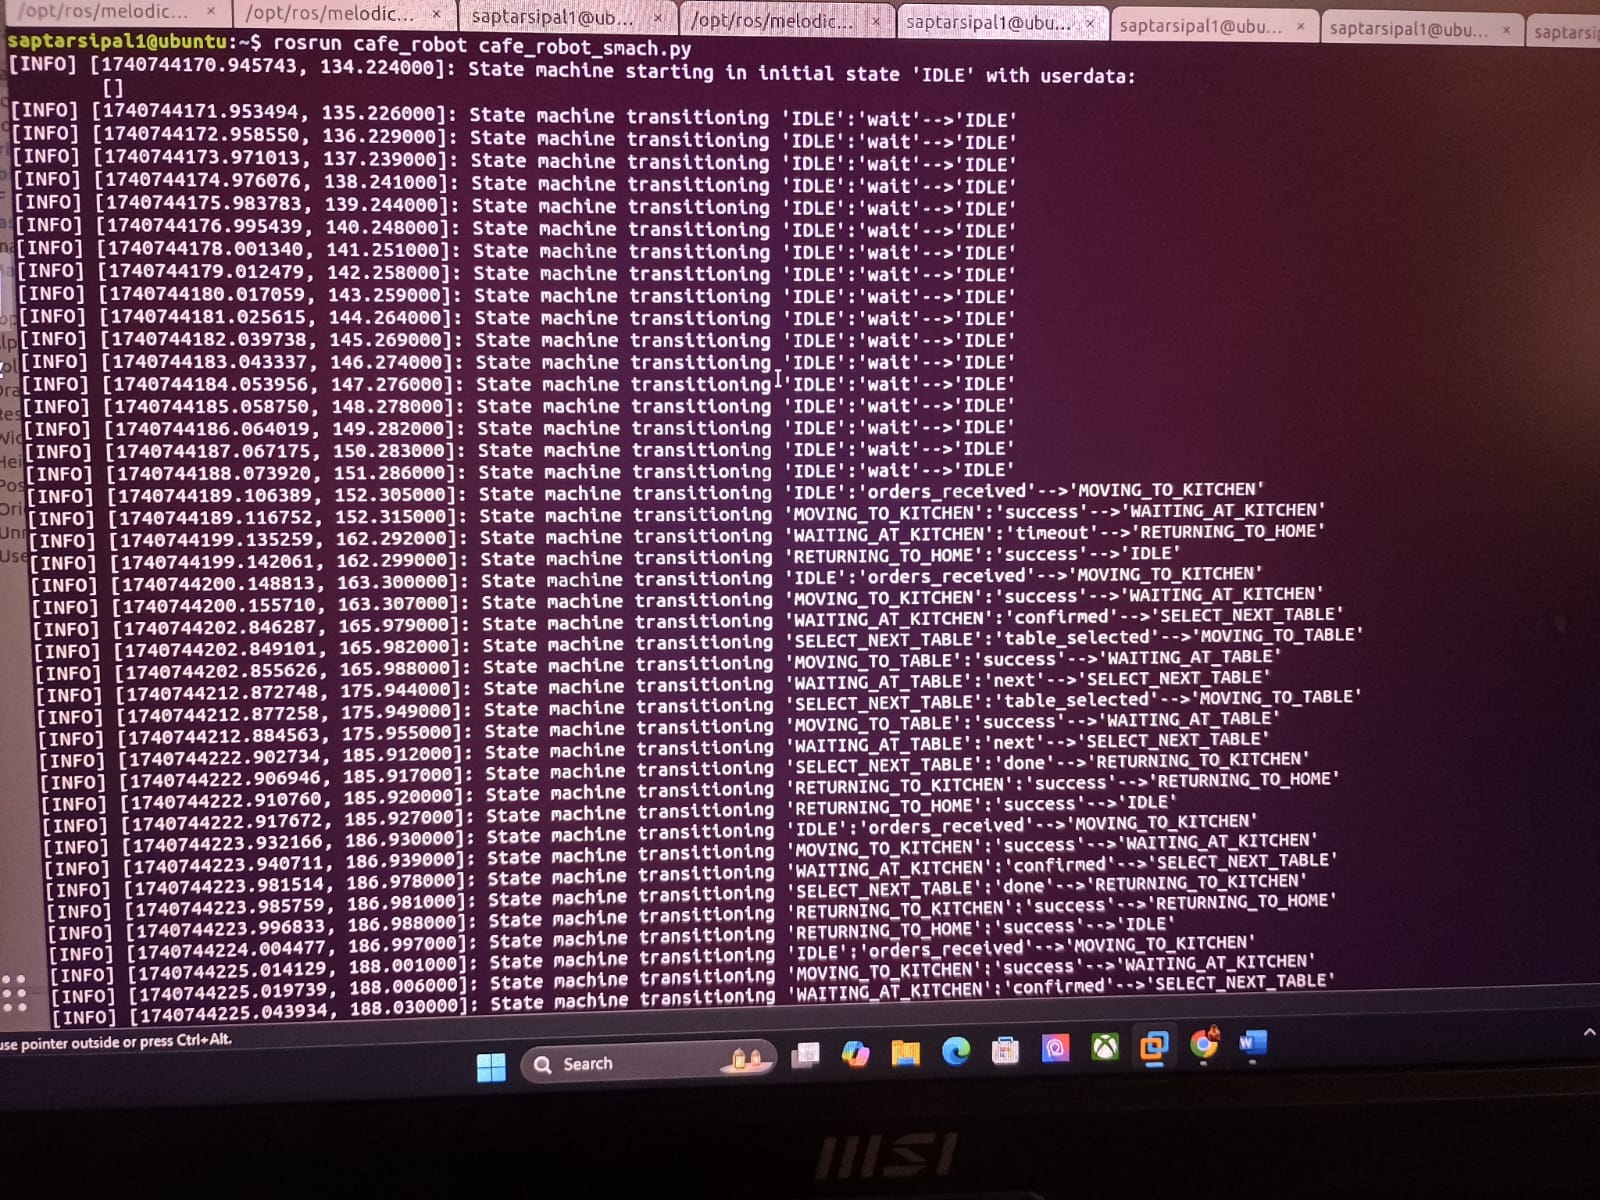 /opt/ros/melodic... × /opt/ros/melodic... × saptarsipal1@ub... × /opt/ros/melodic... × saptarsipal1@ubu... × saptarsipal1@ubu... × saptarsipal1@ubu... × saptarsi
saptarsipal1@ubuntu:~$ rosrun cafe_robot cafe_robot_smach.py
[INFO] [1740744170.945743, 134.224000]: State machine starting in initial state 'IDLE' with userdata:
[]
[INFO] [1740744171.953494, 135.226000]: State machine transitioning 'IDLE':'wait'-->'IDLE'
[INFO] [1740744172.958550, 136.229000]: State machine transitioning 'IDLE':'wait'-->'IDLE'
[INFO] [1740744173.971013, 137.239000]: State machine transitioning 'IDLE':'wait'-->'IDLE'
[INFO] [1740744174.976076, 138.241000]: State machine transitioning 'IDLE':'wait'-->'IDLE'
[INFO] [1740744175.983783, 139.244000]: State machine transitioning 'IDLE':'wait'-->'IDLE'
[INFO] [1740744176.995439, 140.248000]: State machine transitioning 'IDLE':'wait'-->'IDLE'
[INFO] [1740744178.001340, 141.251000]: State machine transitioning 'IDLE':'wait'-->'IDLE'
[INFO] [1740744179.012479, 142.258000]: State machine transitioning 'IDLE':'wait'-->'IDLE'
[INFO] [1740744180.017059, 143.259000]: State machine transitioning 'IDLE':'wait'-->'IDLE'
[INFO] [1740744181.025615, 144.264000]: State machine transitioning 'IDLE':'wait'-->'IDLE'
[INFO] [1740744182.039738, 145.269000]: State machine transitioning 'IDLE':'wait'-->'IDLE'
[INFO] [1740744183.043337, 146.274000]: State machine transitioning 'IDLE':'wait'-->'IDLE'
[INFO] [1740744184.053956, 147.276000]: State machine transitioning 'IDLE':'wait'-->'IDLE'
[INFO] [1740744185.058750, 148.278000]: State machine transitioning 'IDLE':'wait'-->'IDLE'
[INFO] [1740744186.064019, 149.282000]: State machine transitioning 'IDLE':'wait'-->'IDLE'
[INFO] [1740744187.067175, 150.283000]: State machine transitioning 'IDLE':'wait'-->'IDLE'
[INFO] [1740744188.073920, 151.286000]: State machine transitioning 'IDLE':'wait'-->'IDLE'
[INFO] [1740744189.106389, 152.305000]: State machine transitioning 'IDLE':'orders_received'-->'MOVING_TO_KITCHEN'
[INFO] [1740744189.116752, 152.315000]: State machine transitioning 'MOVING_TO_KITCHEN':'success'-->'WAITING_AT_KITCHEN'
[INFO] [1740744199.135259, 162.292000]: State machine transitioning 'WAITING_AT_KITCHEN':'timeout'-->'RETURNING_TO_HOME'
[INFO] [1740744199.142061, 162.299000]: State machine transitioning 'RETURNING_TO_HOME':'success'-->'IDLE'
[INFO] [1740744200.148813, 163.300000]: State machine transitioning 'IDLE':'orders_received'-->'MOVING_TO_KITCHEN'
[INFO] [1740744200.155710, 163.307000]: State machine transitioning 'MOVING_TO_KITCHEN':'success'-->'WAITING_AT_KITCHEN'
[INFO] [1740744202.846287, 165.979000]: State machine transitioning 'WAITING_AT_KITCHEN':'confirmed'-->'SELECT_NEXT_TABLE'
[INFO] [1740744202.849101, 165.982000]: State machine transitioning 'SELECT_NEXT_TABLE':'table_selected'-->'MOVING_TO_TABLE'
[INFO] [1740744202.855626, 165.988000]: State machine transitioning 'MOVING_TO_TABLE':'success'-->'WAITING_AT_TABLE'
[INFO] [1740744212.872748, 175.944000]: State machine transitioning 'WAITING_AT_TABLE':'next'-->'SELECT_NEXT_TABLE'
[INFO] [1740744212.877258, 175.949000]: State machine transitioning 'SELECT_NEXT_TABLE':'table_selected'-->'MOVING_TO_TABLE'
[INFO] [1740744212.884563, 175.955000]: State machine transitioning 'MOVING_TO_TABLE':'success'-->'WAITING_AT_TABLE'
[INFO] [1740744222.902734, 185.912000]: State machine transitioning 'WAITING_AT_TABLE':'next'-->'SELECT_NEXT_TABLE'
[INFO] [1740744222.906946, 185.917000]: State machine transitioning 'SELECT_NEXT_TABLE':'done'-->'RETURNING_TO_KITCHEN'
[INFO] [1740744222.910760, 185.920000]: State machine transitioning 'RETURNING_TO_KITCHEN':'success'-->'RETURNING_TO_HOME'
[INFO] [1740744222.917672, 185.927000]: State machine transitioning 'RETURNING_TO_HOME':'success'-->'IDLE'
[INFO] [1740744223.932166, 186.930000]: State machine transitioning 'IDLE':'orders_received'-->'MOVING_TO_KITCHEN'
[INFO] [1740744223.940711, 186.939000]: State machine transitioning 'MOVING_TO_KITCHEN':'success'-->'WAITING_AT_KITCHEN'
[INFO] [1740744223.981514, 186.978000]: State machine transitioning 'WAITING_AT_KITCHEN':'confirmed'-->'SELECT_NEXT_TABLE'
[INFO] [1740744223.985759, 186.981000]: State machine transitioning 'SELECT_NEXT_TABLE':'done'-->'RETURNING_TO_KITCHEN'
[INFO] [1740744223.996833, 186.988000]: State machine transitioning 'RETURNING_TO_KITCHEN':'success'-->'RETURNING_TO_HOME'
[INFO] [1740744224.004477, 186.997000]: State machine transitioning 'RETURNING_TO_HOME':'success'-->'IDLE'
[INFO] [1740744225.014129, 188.001000]: State machine transitioning 'IDLE':'orders_received'-->'MOVING_TO_KITCHEN'
[INFO] [1740744225.019739, 188.006000]: State machine transitioning 'MOVING_TO_KITCHEN':'success'-->'WAITING_AT_KITCHEN'
[INFO] [1740744225.043934, 188.030000]: State machine transitioning 'WAITING_AT_KITCHEN':'confirmed'-->'SELECT_NEXT_TABLE'
use pointer outside or press Ctrl+Alt.
Search
msi